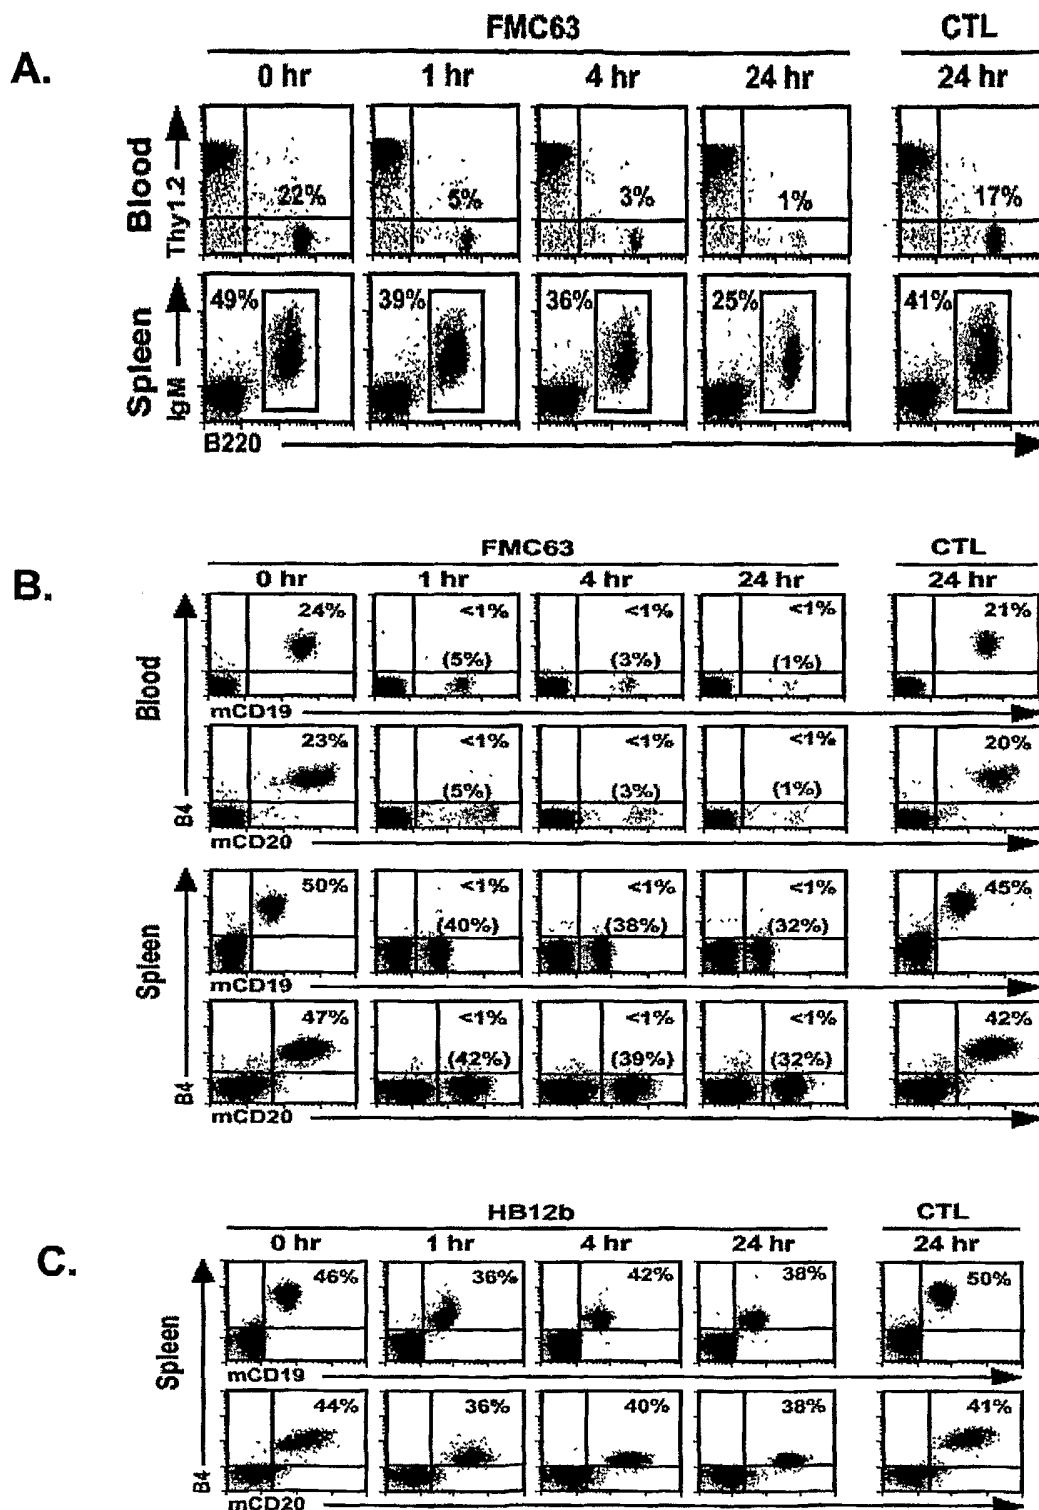 FMC63 CTL
A.
0 hr 1 hr 4 hr 24 hr 24 hr
Blood
Thy1.2
22% 5% 3% 1% 17%
Spleen
IgM
49% 39% 36% 25% 41%
B220
FMC63 CTL
B.
0 hr 1 hr 4 hr 24 hr 24 hr
Blood
B4
24% <1% <1% <1% 21%
(5%) (3%) (1%)
mCD19
23% <1% <1% <1% 20%
(5%) (3%) (1%)
mCD20
Spleen
B4
50% <1% <1% <1% 45%
(40%) (38%) (32%)
mCD19
47% <1% <1% <1% 42%
(42%) (39%) (32%)
mCD20
HB12b CTL
C.
0 hr 1 hr 4 hr 24 hr 24 hr
Spleen
B4
46% 36% 42% 38% 50%
mCD19
44% 36% 40% 38% 41%
mCD20